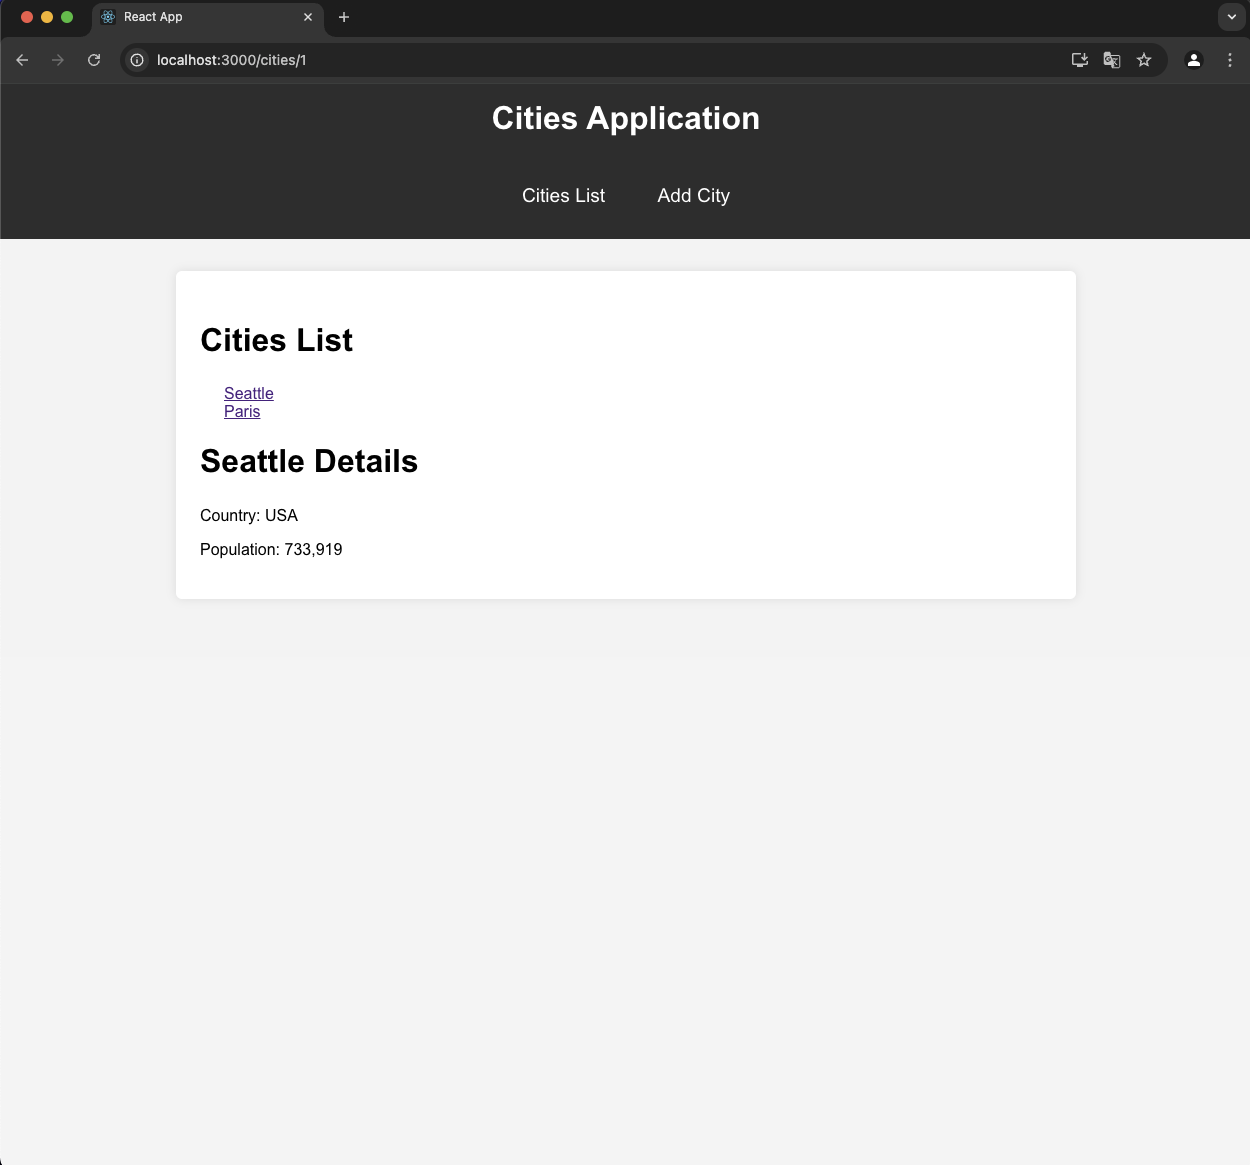 React App
localhost:3000/cities/1
Cities Application
Cities List Add City
Cities List
Seattle
Paris
Seattle Details
Country: USA
Population: 733,919